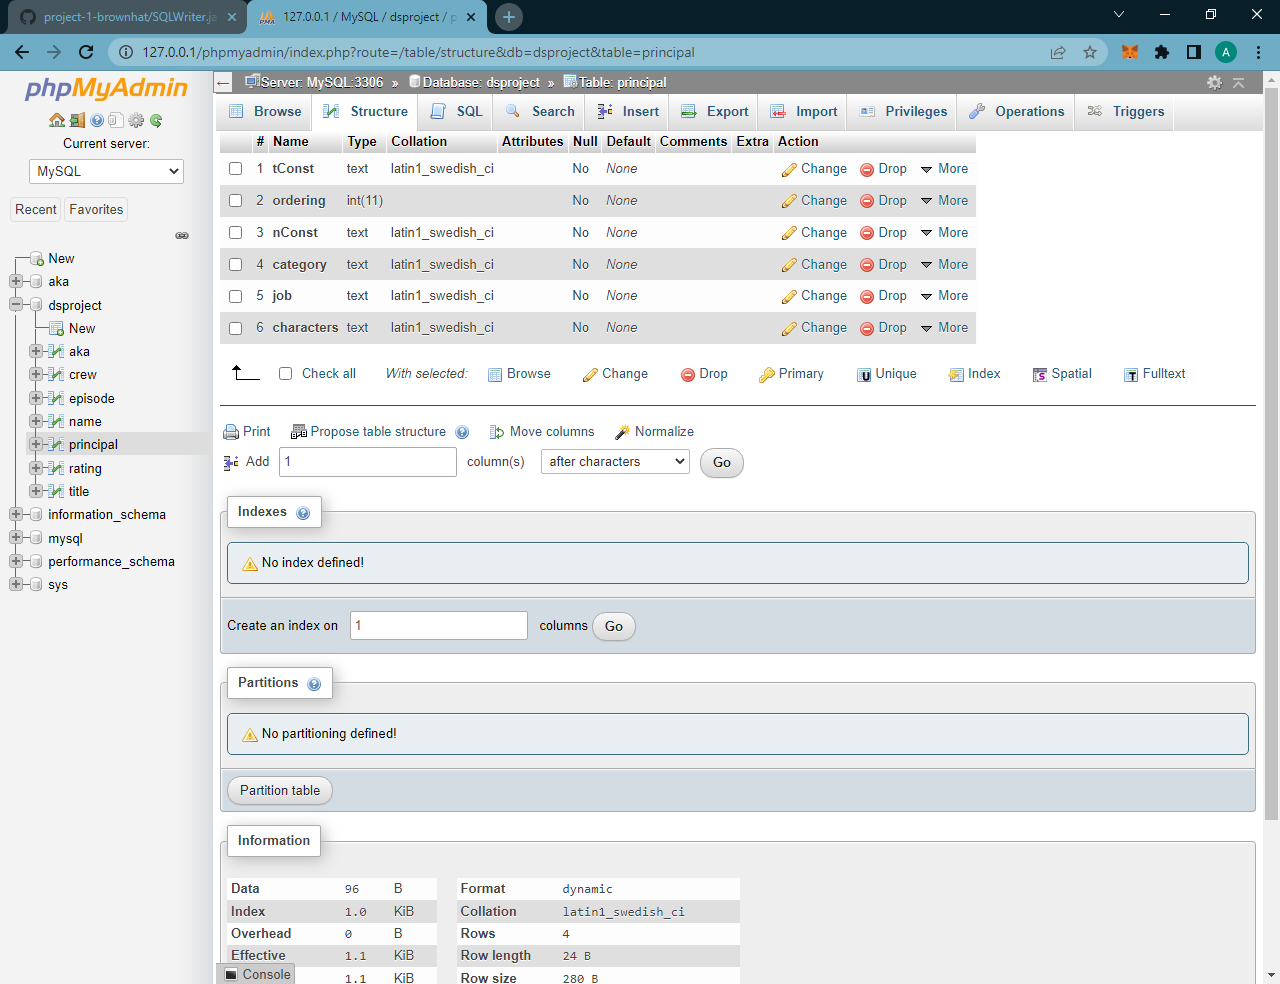 project-1-brownhat/SQLWriter.ja
127.0.0.1 / MySQL / dsproject / p
127.0.0.1/phpmyadmin/index.php?route=/table/structure&db=dsproject&table=principal
A
phpMyAdmin
Current server:
MySQL
Recent Favorites
New
aka
dsproject
New
aka
crew
episode
name
principal
rating
title
information_schema
mysql
performance_schema
sys
Server: MySQL:3306 » Database: dsproject » Table: principal
Browse Structure SQL Search Insert Export Import Privileges Operations Triggers
# Name Type Collation Attributes Null Default Comments Extra Action
1 tConst text latin1_swedish_ci No None Change Drop More
2 ordering int(11) No None Change Drop More
3 nConst text latin1_swedish_ci No None Change Drop More
4 category text latin1_swedish_ci No None Change Drop More
5 job text latin1_swedish_ci No None Change Drop More
6 characters text latin1_swedish_ci No None Change Drop More
Check all With selected: Browse Change Drop Primary Unique Index Spatial Fulltext
Print Propose table structure Move columns Normalize
Add 1 column(s) after characters Go
Indexes
No index defined!
Create an index on 1 columns Go
Partitions
No partitioning defined!
Partition table
Information
Data 96 B Format dynamic
Index 1.0 KiB Collation latin1_swedish_ci
Overhead 0 B Rows 4
Effective 1.1 KiB Row length 24 B
1.1 KiB Row size 280 B
Console